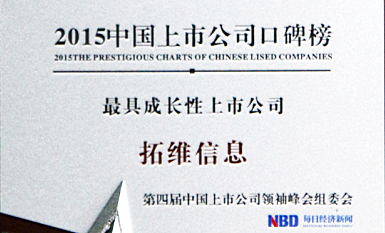 2015中国上市公司口碑榜
2015THE PRESTIGIOUS CHARTS OF CHINESE LISED COMPANIES
最具成长性上市公司
拓维信息
第四届中国上市公司领袖峰会组委会
NBD 每日经济新闻